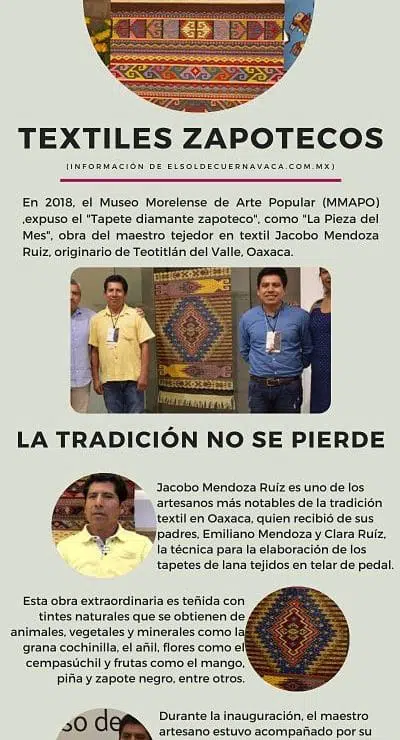 TEXTILES ZAPOTECOS
(INFORMACIÓN DE ELSOLDECUERNAVACA.COM.MX)
En 2018, el Museo Morelense de Arte Popular (MMAPO)
,expuso el "Tapete diamante zapoteco", como "La Pieza del
Mes", obra del maestro tejedor en textil Jacobo Mendoza
Ruiz, originario de Teotitlán del Valle, Oaxaca.
LA TRADICIÓN NO SE PIERDE
Jacobo Mendoza Ruíz es uno de los
artesanos más notables de la tradición
textil en Oaxaca, quien recibió de sus
padres, Emiliano Mendoza y Clara Ruíz,
la técnica para la elaboración de los
tapetes de lana tejidos en telar de pedal.
Esta obra extraordinaria es teñida con
tintes naturales que se obtienen de
animales, vegetales y minerales como la
grana cochinilla, el añil, flores como el
cempasúchil y frutas como el mango,
piña y zapote negro, entre otros.
so de
Durante la inauguración, el maestro
artesano estuvo acompañado por su